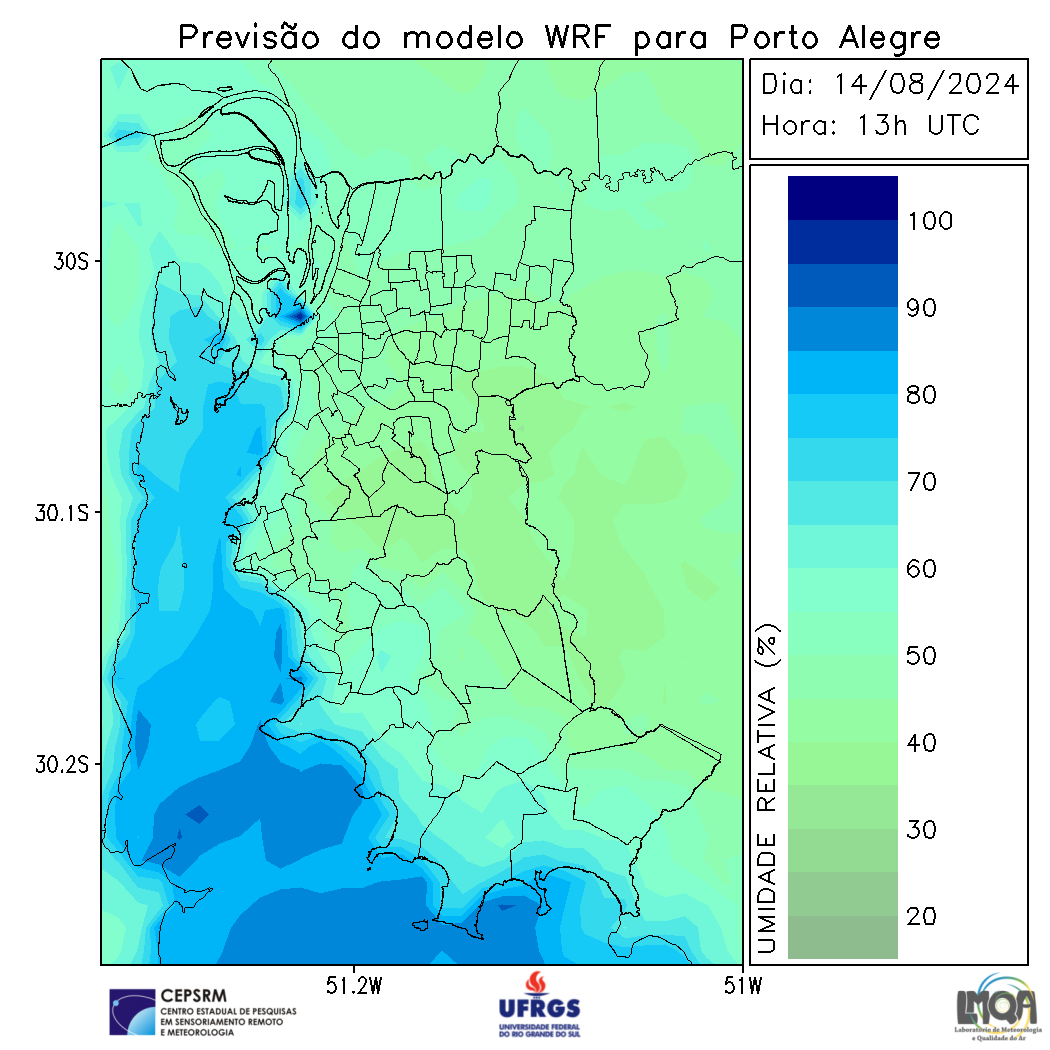 Previsão do modelo WRF para Porto Alegre
Dia: 14/08/2024
Hora: 13h UTC
30S
30.1S
30.2S
51.2W
51W
100
90
80
70
60
50
40
30
20
UMIDADE RELATIVA (%)
CEPSRM
CENTRO ESTADUAL DE PESQUISAS
EM SENSORIAMENTO REMOTO
E METEOROLOGIA
UFRGS
UNIVERSIDADE FEDERAL
DO RIO GRANDE DO SUL
LMQA
Laboratório de Meteorologia
e Qualidade do Ar